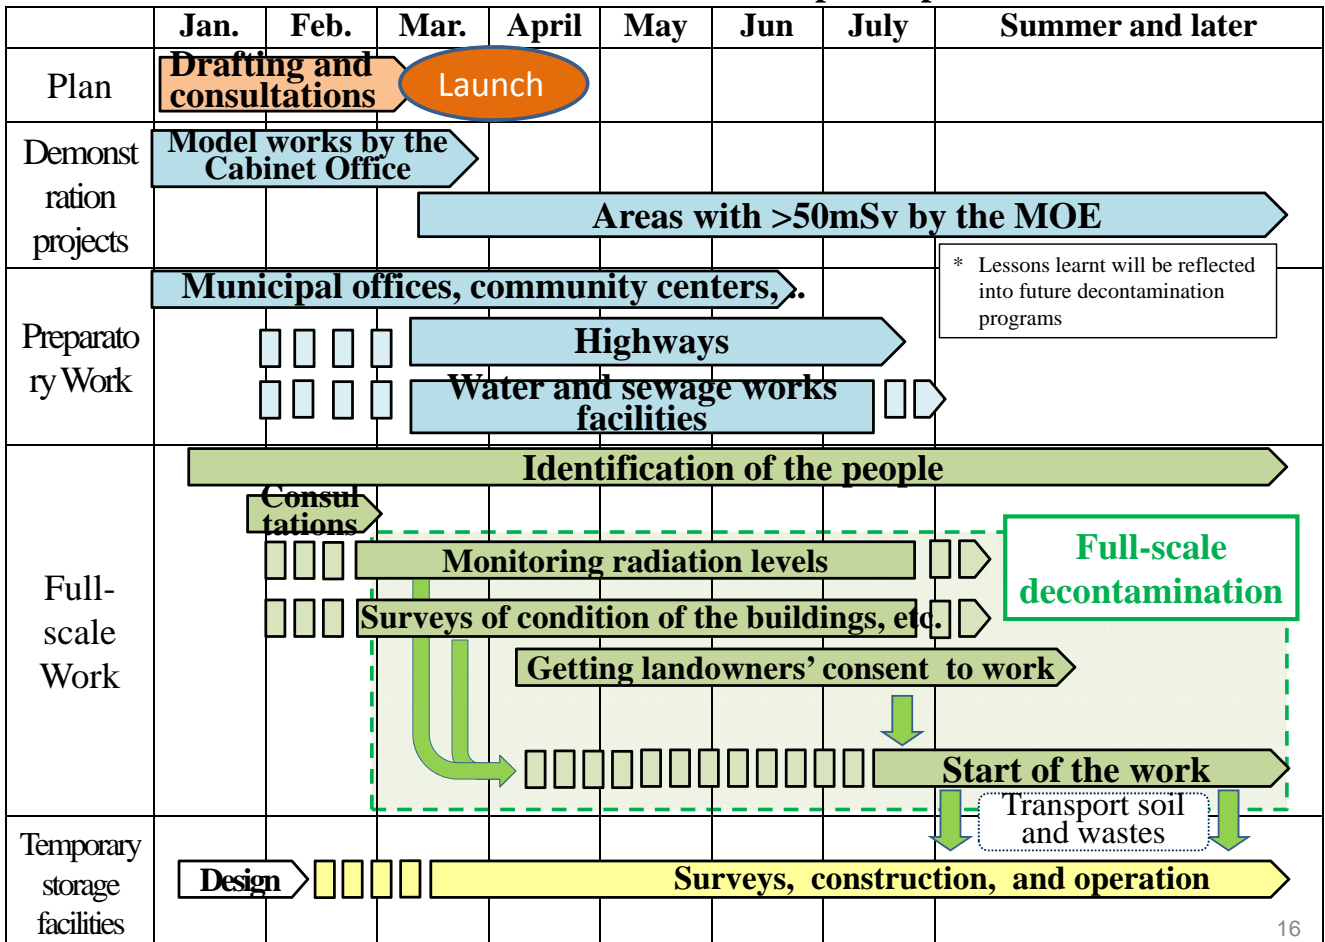 Jan. Feb. Mar. April May Jun July Summer and later
Plan
Drafting and
consultations
Launch
Demonst
ration
projects
Model works by the
Cabinet Office
Areas with >50mSv by the MOE
* Lessons learnt will be reflected
into future decontamination
programs
Preparato
ry Work
Municipal offices, community centers, ..
Highways
Water and sewage works
facilities
Full-
scale
Work
Identification of the people
Consul
tations
Full-scale
decontamination
Monitoring radiation levels
Surveys of condition of the buildings, etc.
Getting landowners’ consent to work
Start of the work
Transport soil
and wastes
Temporary
storage
facilities
Design
Surveys, construction, and operation
16